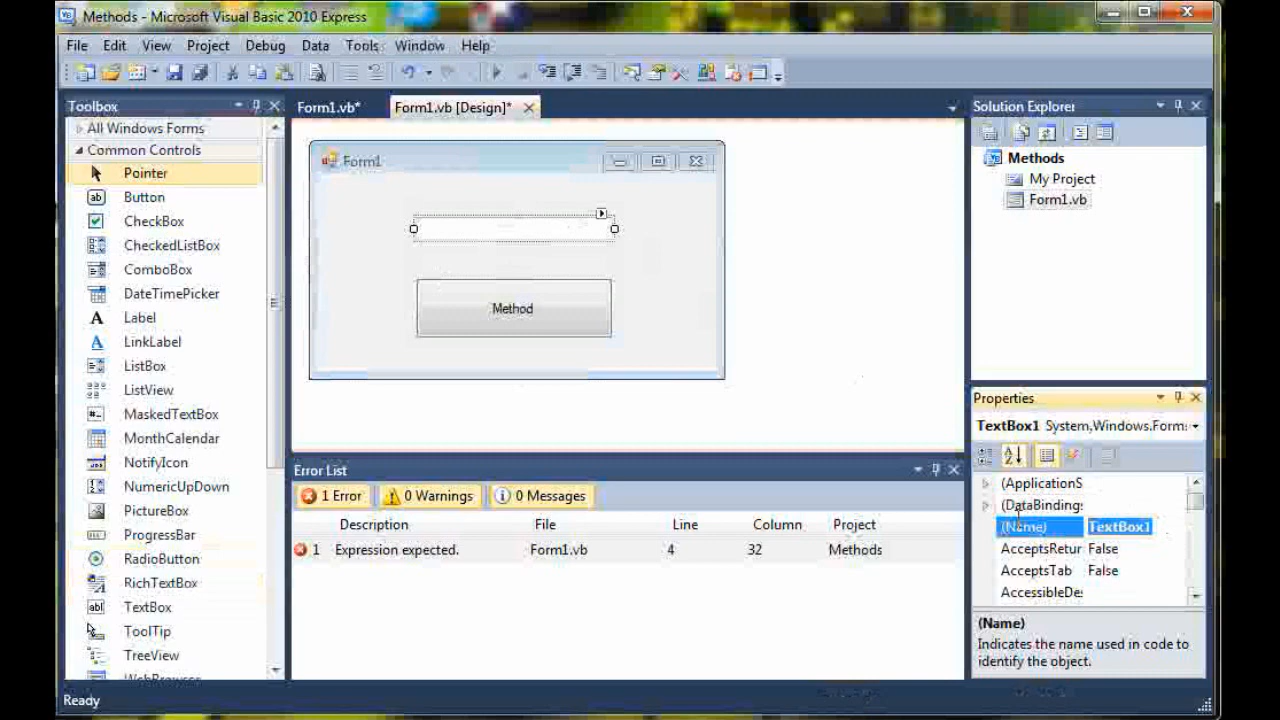 Methods - Microsoft Visual Basic 2010 Express
File Edit View Project Debug Data Tools Window Help
Toolbox
All Windows Forms
Common Controls
Pointer
Button
CheckBox
CheckedListBox
ComboBox
DateTimePicker
Label
LinkLabel
ListBox
ListView
MaskedTextBox
MonthCalendar
NotifyIcon
NumericUpDown
PictureBox
ProgressBar
RadioButton
RichTextBox
TextBox
ToolTip
TreeView
WebBrowser
Form1.vb* Form1.vb [Design]*
Form1
Method
Error List
1 Error 0 Warnings 0 Messages
Description File Line Column Project
1 Expression expected. Form1.vb 4 32 Methods
Solution Explorer
Methods
My Project
Form1.vb
Properties
TextBox1 System.Windows.Form
(ApplicationS
(DataBindings
(Name) TextBox1
AcceptsRetur False
AcceptsTab False
AccessibleDe
(Name)
Indicates the name used in code to
identify the object.
Ready